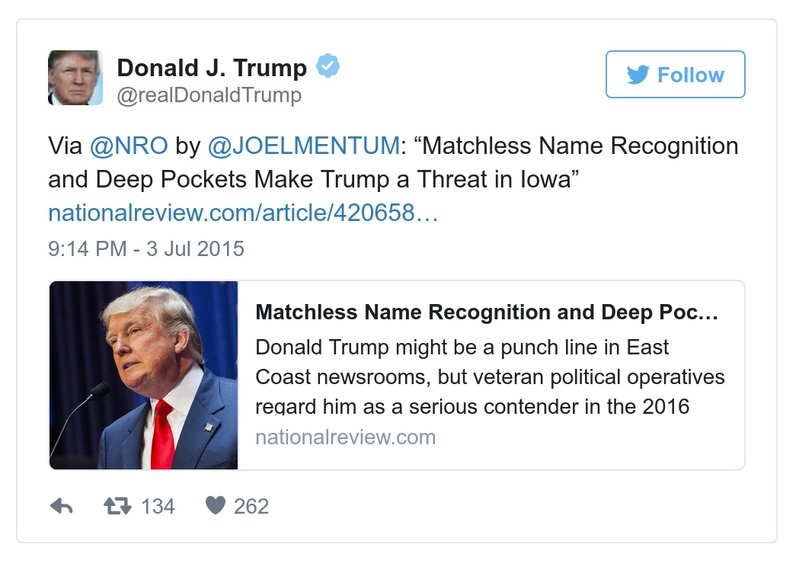 Donald J. Trump
@realDonaldTrump
Follow
Via @NRO by @JOELMENTUM: “Matchless Name Recognition
and Deep Pockets Make Trump a Threat in Iowa”
nationalreview.com/article/420658…
9:14 PM - 3 Jul 2015
Matchless Name Recognition and Deep Poc…
Donald Trump might be a punch line in East
Coast newsrooms, but veteran political operatives
regard him as a serious contender in the 2016
nationalreview.com
134 262